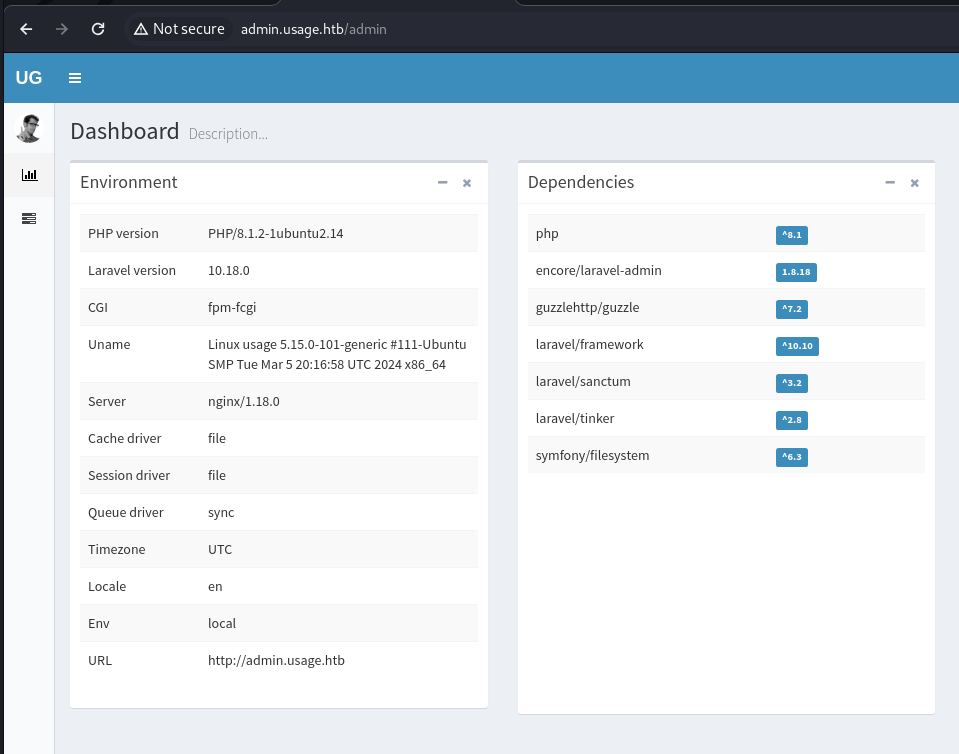 Not secure admin.usage.htb/admin
UG
Dashboard Description...
Environment
PHP version PHP/8.1.2-1ubuntu2.14
Laravel version 10.18.0
CGI fpm-fcgi
Uname Linux usage 5.15.0-101-generic #111-Ubuntu
SMP Tue Mar 5 20:16:58 UTC 2024 x86_64
Server nginx/1.18.0
Cache driver file
Session driver file
Queue driver sync
Timezone UTC
Locale en
Env local
URL http://admin.usage.htb
Dependencies
php ^8.1
encore/laravel-admin 1.8.18
guzzlehttp/guzzle ^7.2
laravel/framework ^10.10
laravel/sanctum ^3.2
laravel/tinker ^2.8
symfony/filesystem ^6.3